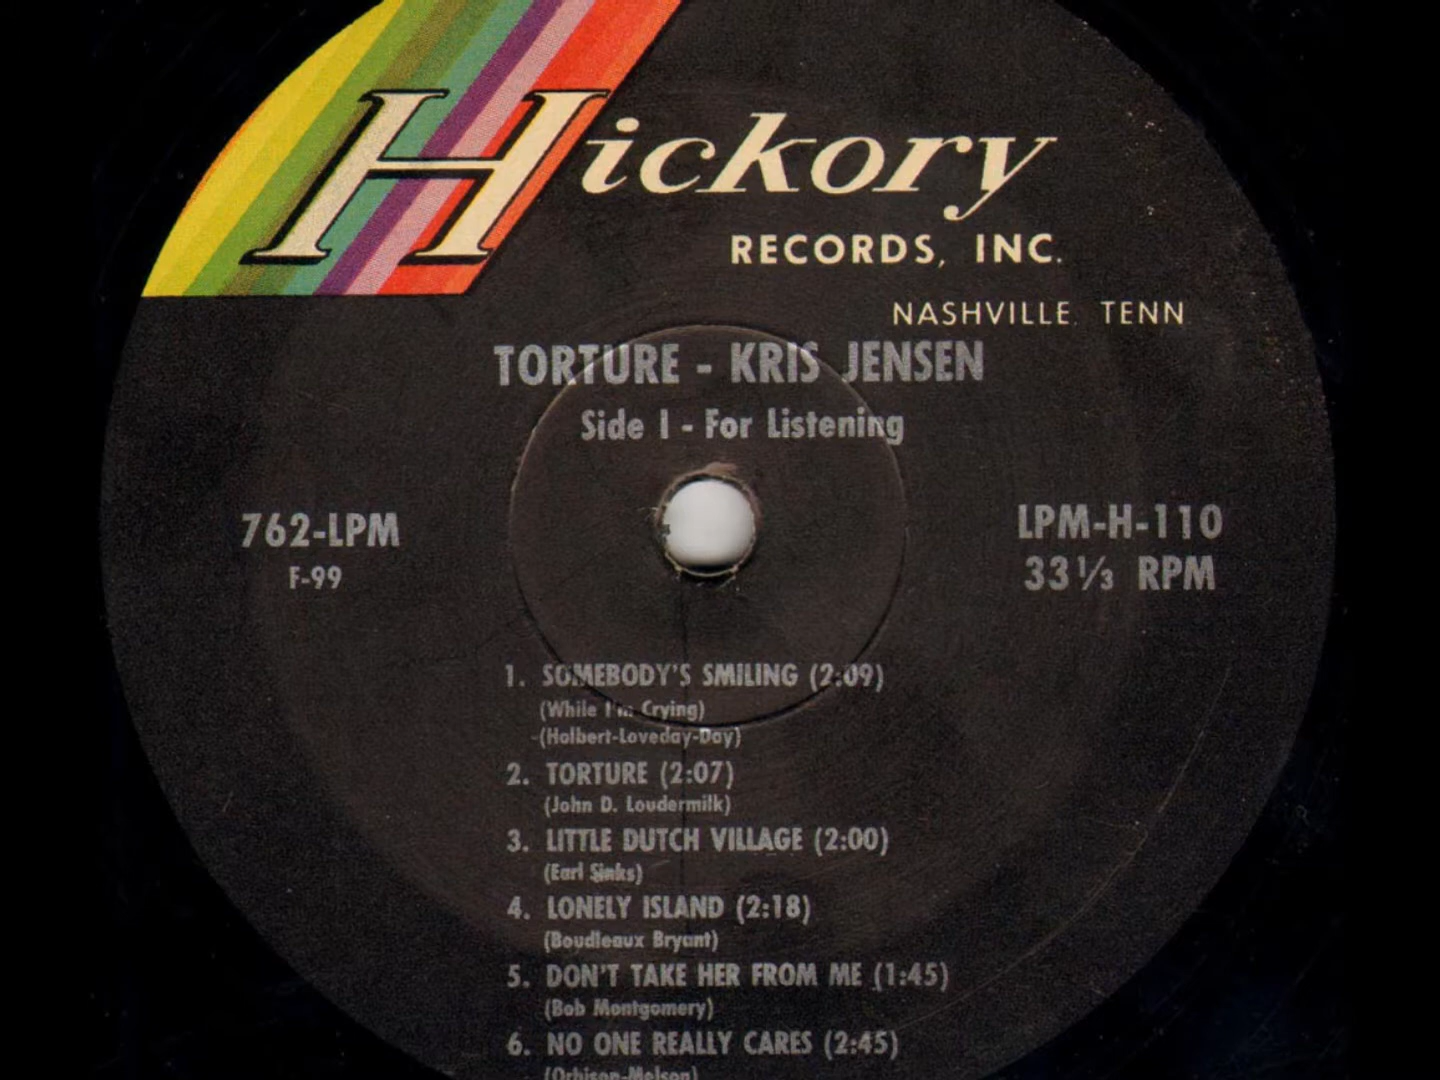 Hickory
RECORDS, INC.
NASHVILLE, TENN
TORTURE - KRIS JENSEN
Side I - For Listening
762-LPM
F-99
LPM-H-110
33⅓ RPM
1. SOMEBODY'S SMILING (2:09)
(While I'm Crying)
(Holbert-Loveday-Day)
2. TORTURE (2:07)
(John D. Loudermilk)
3. LITTLE DUTCH VILLAGE (2:00)
(Earl Sinks)
4. LONELY ISLAND (2:18)
(Boudleaux Bryant)
5. DON'T TAKE HER FROM ME (1:45)
(Bob Montgomery)
6. NO ONE REALLY CARES (2:45)
(Orbison-Melson)